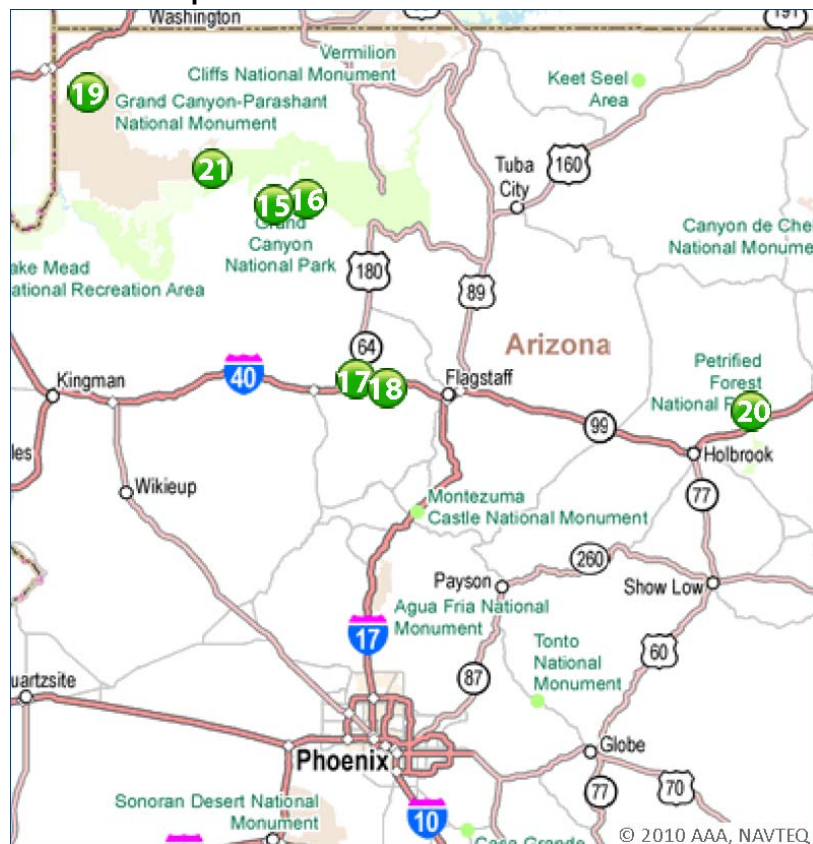 Washington
191
Vermilion
Cliffs National Monument
Keet Seel
Area
19
Grand Canyon-Parashant
National Monument
21
Tuba
City
160
15
16
Grand
Canyon
National Park
Canyon de Che
National Monume
ake Mead
ational Recreation Area
180
89
Arizona
64
Petrified
Forest
National P
20
Kingman
40
17
18
Flagstaff
99
Holbrook
les
Wikieup
77
Montezuma
Castle National Monument
260
Payson
Show Low
Agua Fria National
Monument
17
Tonto
National
Monument
60
87
uartzsite
Phoenix
Globe
70
77
Sonoran Desert National
Monument
10
Casa Grande
© 2010 AAA, NAVTEQ